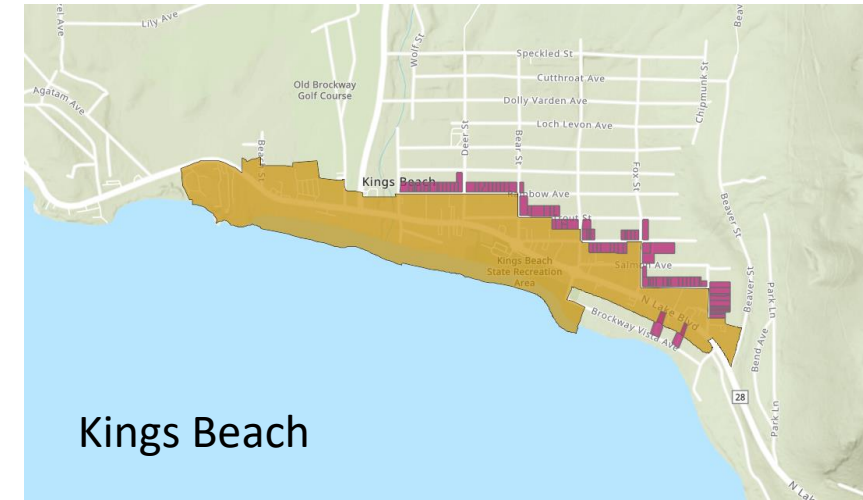 Lily Ave
Agatam Ave
Wolf St
Old Brockway
Golf Course
Speckled St
Cutthroat Ave
Dolly Varden Ave
Loch Levon Ave
Chipmunk St
Deer St
Bear St
Fox St
Kings Beach
Kings Beach
State Recreation
Area
Salmon Ave
N Lake Blvd
Brockway Vista Ave
Beaver St
Park Ln
Bend Ave
Park Ln
28
Kings Beach